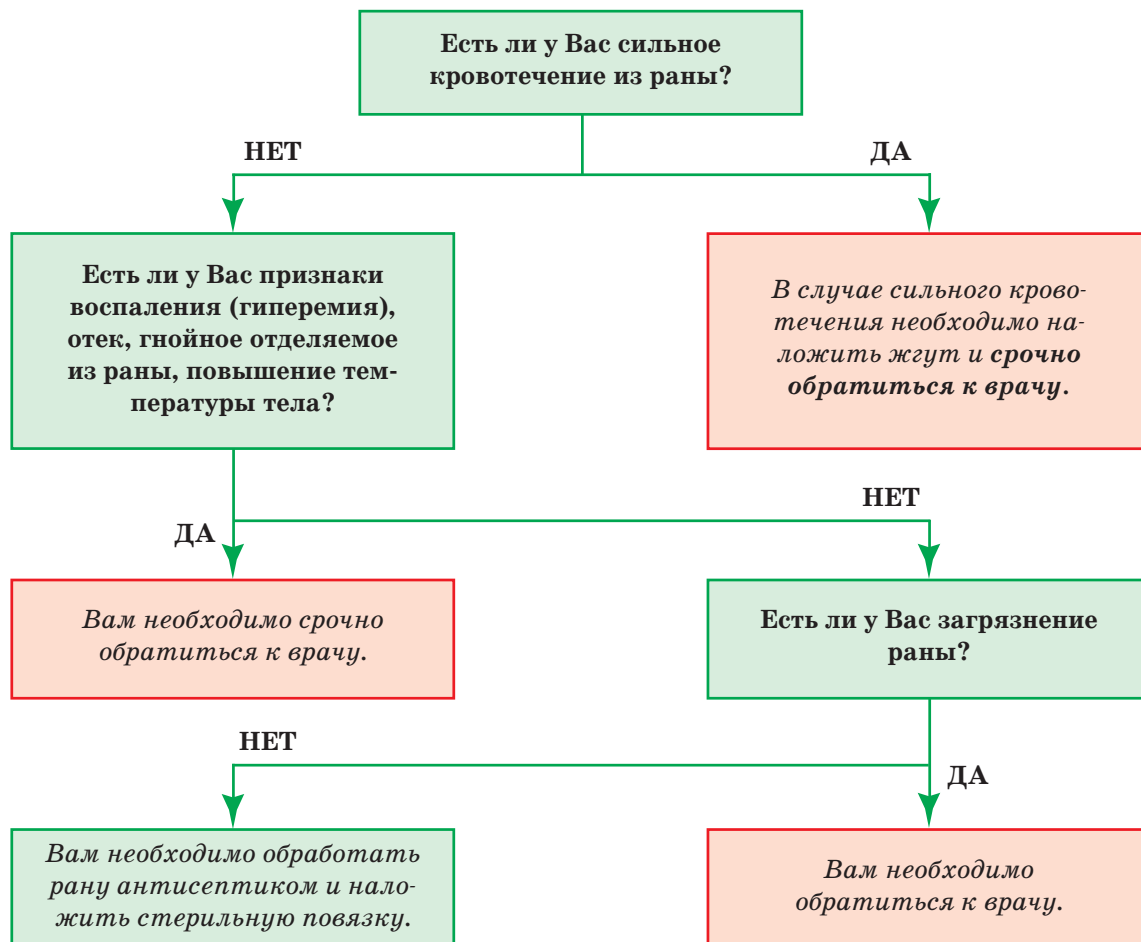 Есть ли у Вас сильное
кровотечение из раны?
НЕТ
ДА
Есть ли у Вас признаки
воспаления (гиперемия),
отек, гнойное отделяемое
из раны, повышение тем-
пературы тела?
В случае сильного крово-
течения необходимо на-
ложить жгут и срочно
обратиться к врачу.
НЕТ
ДА
Вам необходимо срочно
обратиться к врачу.
Есть ли у Вас загрязнение
раны?
НЕТ
ДА
Вам необходимо обработать
рану антисептиком и нало-
жить стерильную повязку.
Вам необходимо
обратиться к врачу.